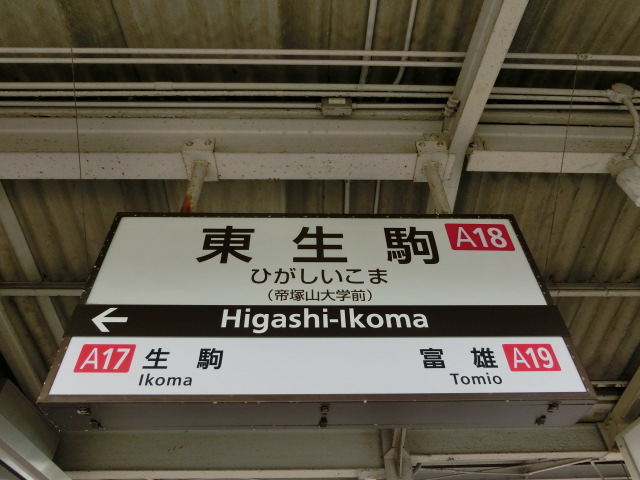 東生駒 A18
ひがしいこま
(帝塚山大学前)
← Higashi-Ikoma
A17 生駒 富雄 A19
Ikoma Tomio